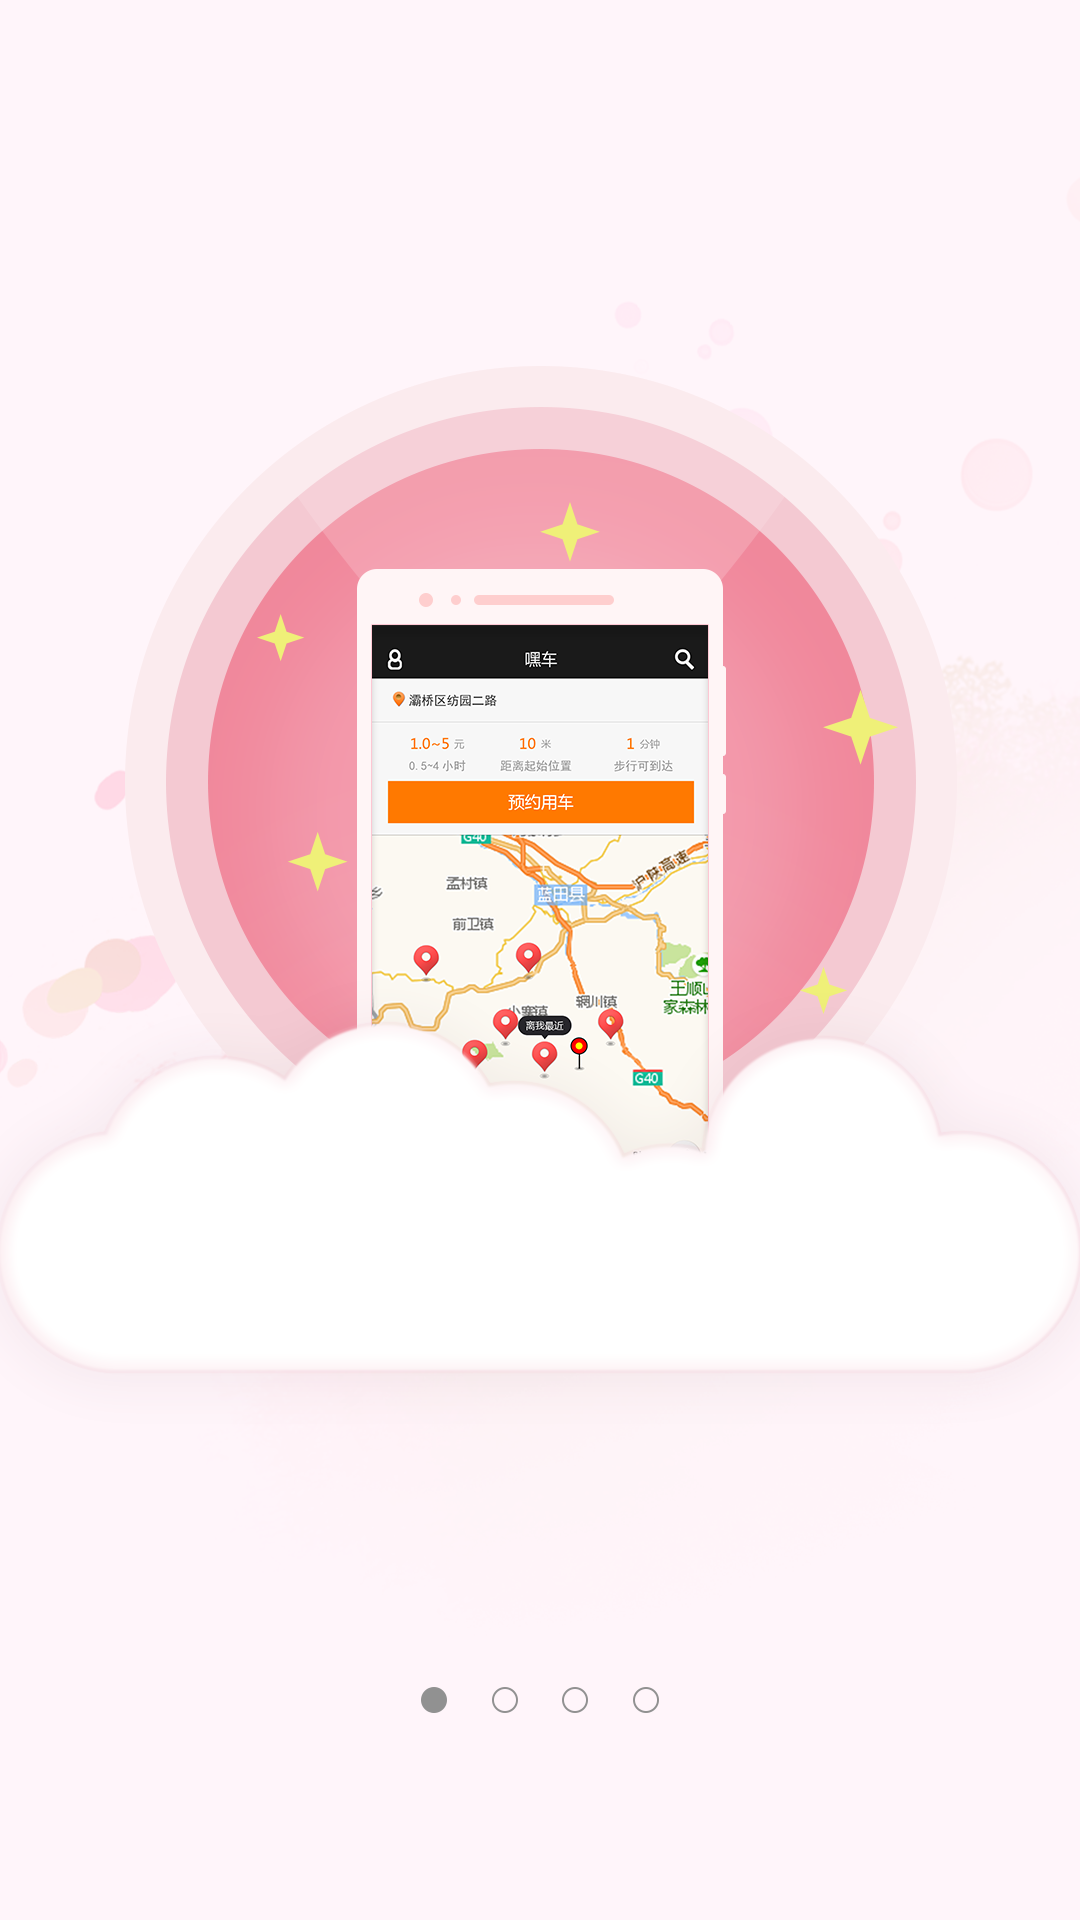 嘿车
灞桥区纺园二路
1.0~5 元 10 米 1 分钟
0.5~4 小时 距离起始位置 步行可到达
预约用车
G40
沪陕高速
孟村镇
蓝田县
乡
前卫镇
王顺山
家森林
辋川镇
小寨镇
离我最近
G40